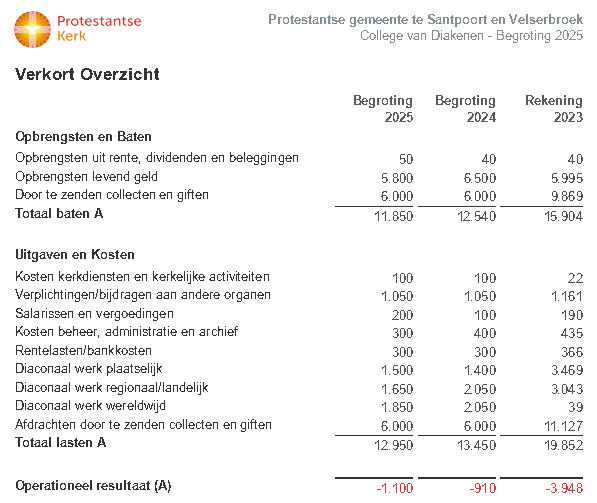 Protestantse
Kerk
Protestantse gemeente te Santpoort en Velserbroek
College van Diakenen - Begroting 2025
Verkort Overzicht
Begroting Begroting Rekening
2025 2024 2023
Opbrengsten en Baten
Opbrengsten uit rente, dividenden en beleggingen 50 40 40
Opbrengsten levend geld 5.800 6.500 5.995
Door te zenden collecten en giften 6.000 6.000 9.869
Totaal baten A 11.850 12.540 15.904
Uitgaven en Kosten
Kosten kerkdiensten en kerkelijke activiteiten 100 100 22
Verplichtingen/bijdragen aan andere organen 1.050 1.050 1.161
Salarissen en vergoedingen 200 100 190
Kosten beheer, administratie en archief 300 400 435
Rentelasten/bankkosten 300 300 366
Diaconaal werk plaatselijk 1.500 1.400 3.469
Diaconaal werk regionaal/landelijk 1.650 2.050 3.043
Diaconaal werk wereldwijd 1.850 2.050 39
Afdrachten door te zenden collecten en giften 6.000 6.000 11.127
Totaal lasten A 12.950 13.450 19.852
Operationeel resultaat (A) -1.100 -910 -3.948